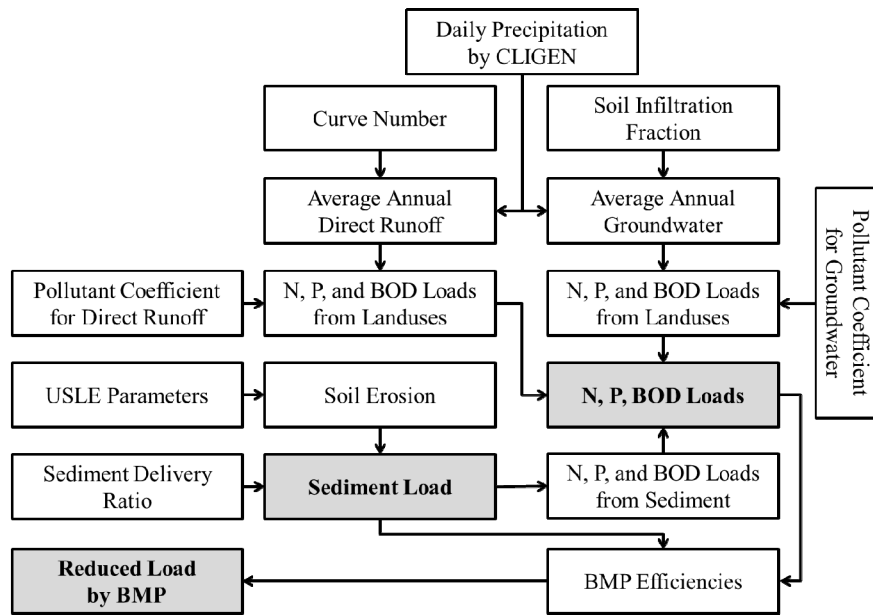 Daily Precipitation
by CLIGEN
Curve Number
Soil Infiltration
Fraction
Average Annual
Direct Runoff
Average Annual
Groundwater
Pollutant Coefficient
for Groundwater
Pollutant Coefficient
for Direct Runoff
N, P, and BOD Loads
from Landuses
N, P, and BOD Loads
from Landuses
USLE Parameters
Soil Erosion
N, P, BOD Loads
Sediment Delivery
Ratio
Sediment Load
N, P, and BOD Loads
from Sediment
Reduced Load
by BMP
BMP Efficiencies